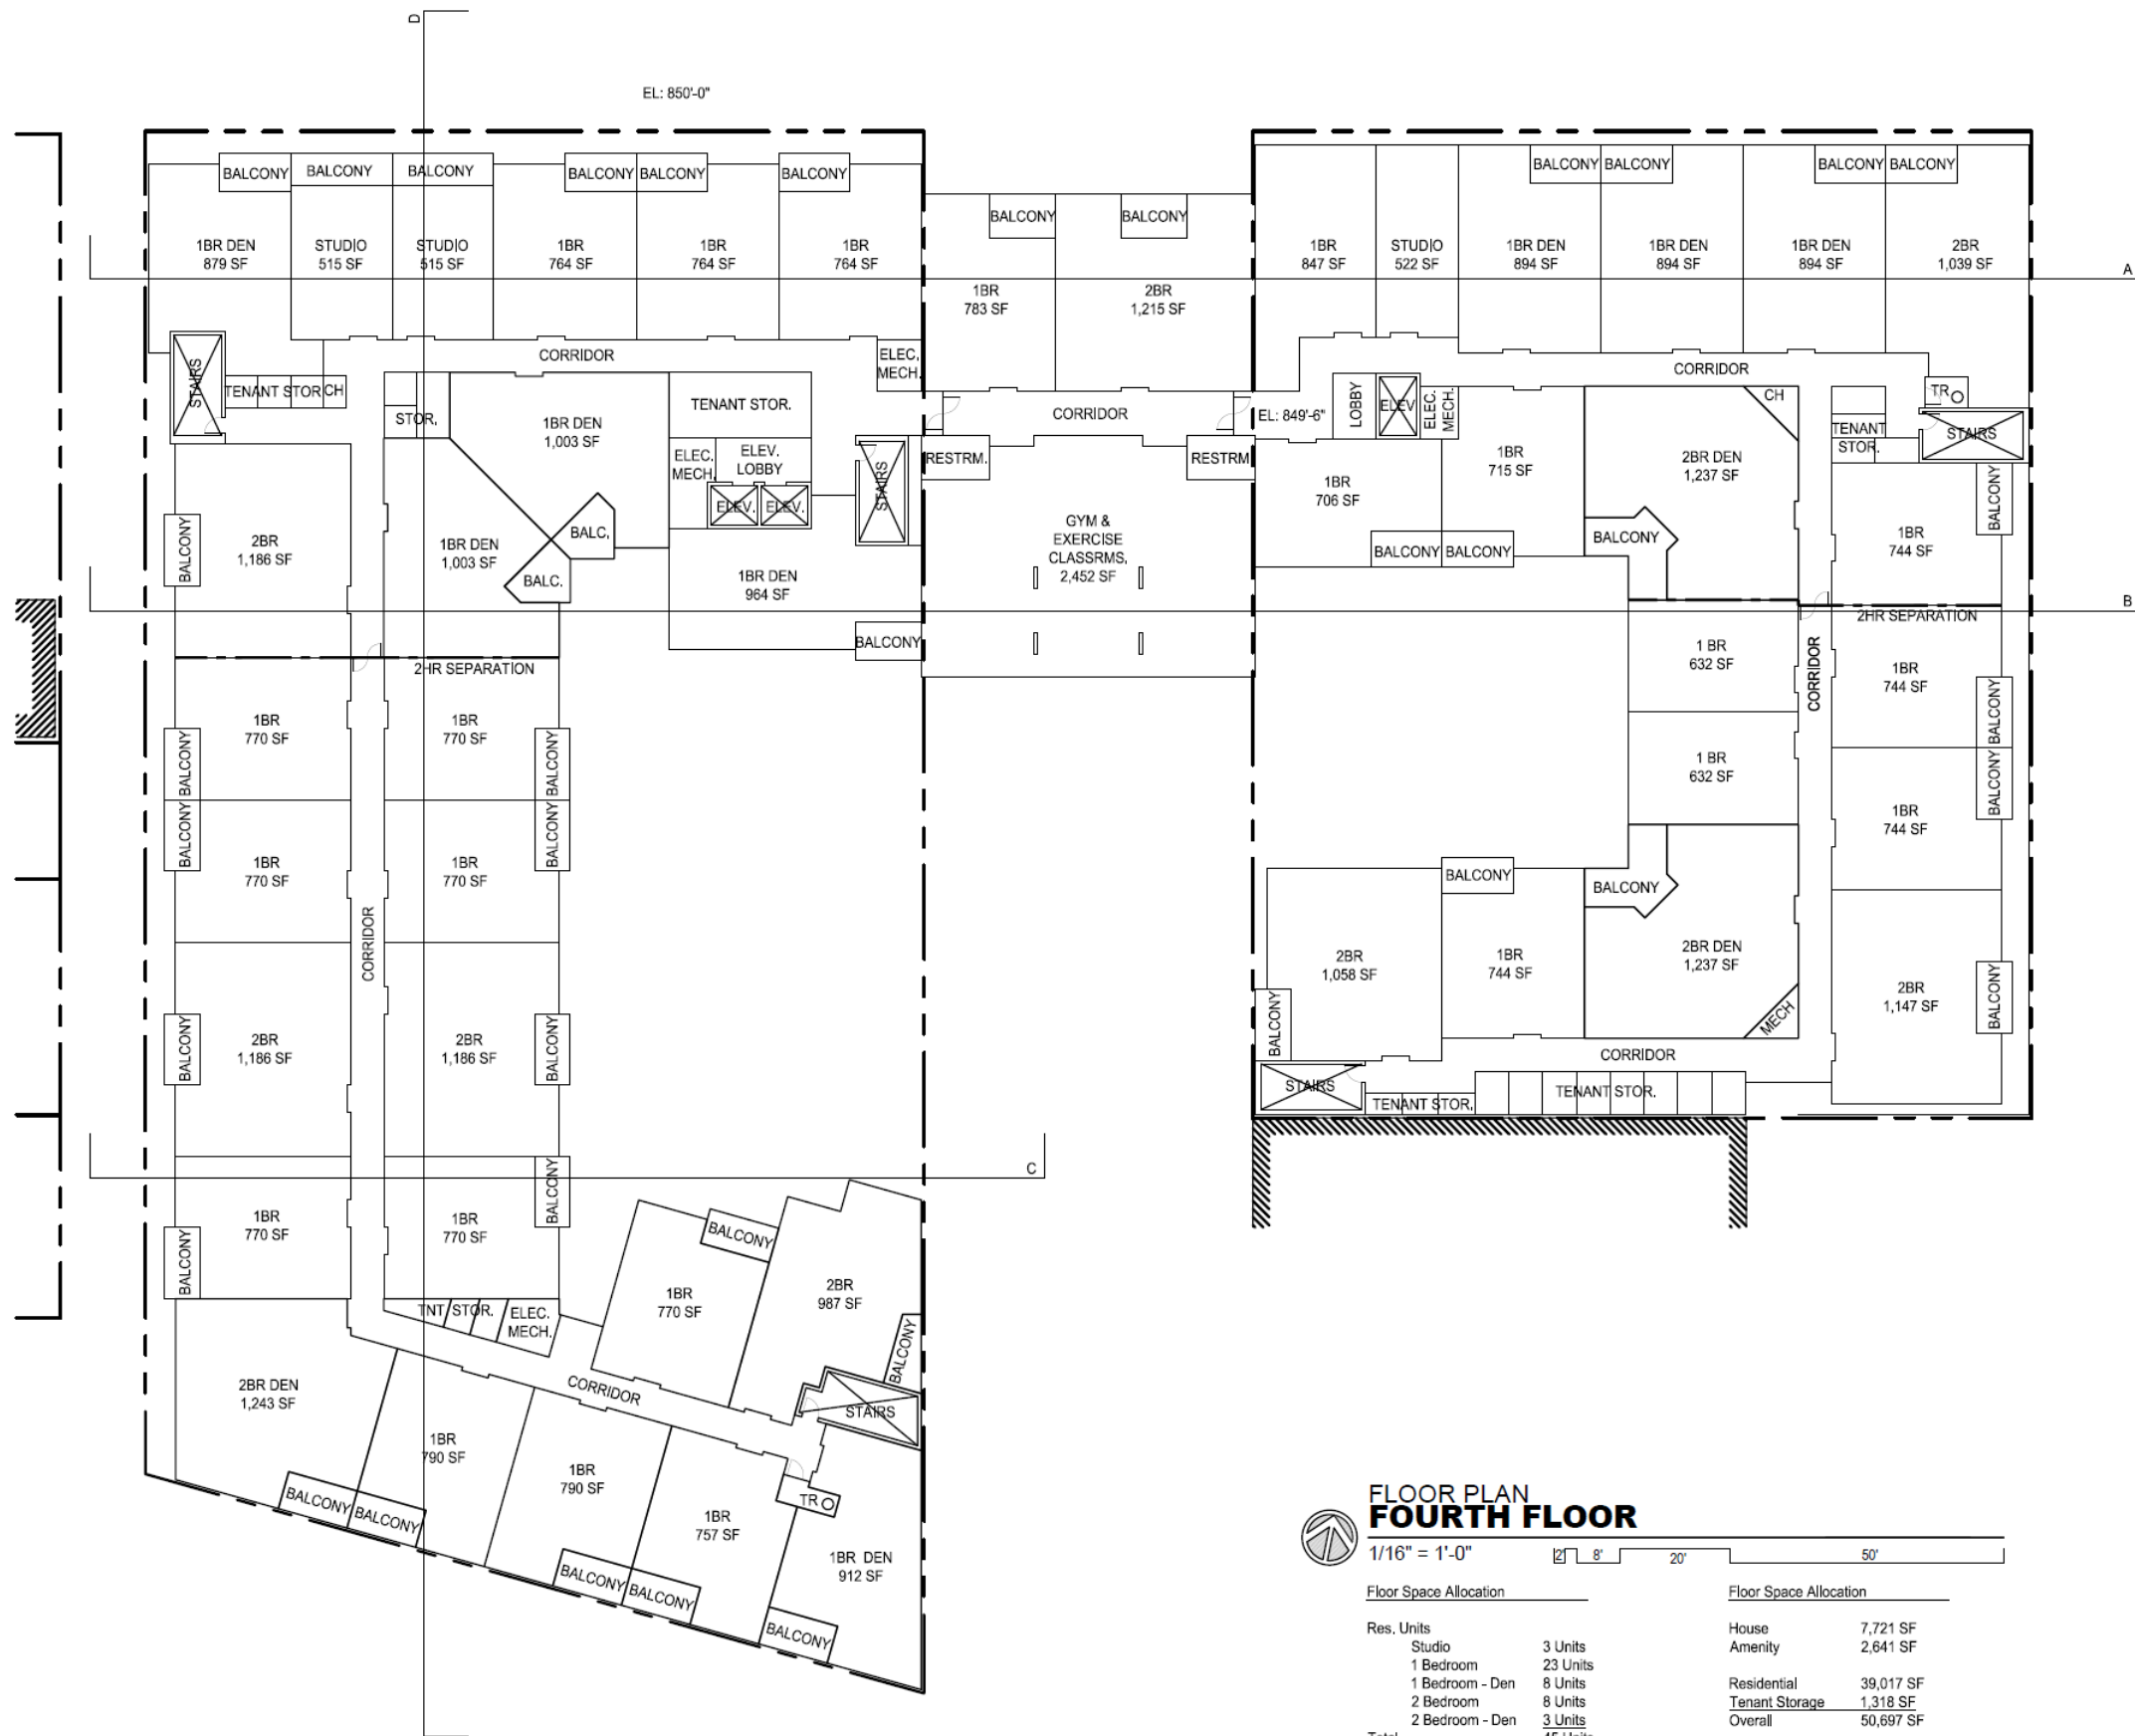 D
EL: 850'-0"
BALCONY
BALCONY
BALCONY
BALCONY
BALCONY
BALCONY
1BR DEN
879 SF
STUDIO
515 SF
STUDIO
515 SF
1BR
764 SF
1BR
764 SF
1BR
764 SF
BALCONY
BALCONY
1BR
783 SF
2BR
1,215 SF
BALCONY
BALCONY
BALCONY
BALCONY
1BR
847 SF
STUDIO
522 SF
1BR DEN
894 SF
1BR DEN
894 SF
1BR DEN
894 SF
2BR
1,039 SF
A
STAIRS
TENANT STOR.
CH
CORRIDOR
ELEC.
MECH.
STOR.
1BR DEN
1,003 SF
TENANT STOR.
ELEC.
MECH.
ELEV.
LOBBY
ELEV.
ELEV.
STAIRS
CORRIDOR
RESTRM.
RESTRM.
EL: 849'-6"
LOBBY
ELEV.
ELEC.
MECH.
CORRIDOR
CH
TR
TENANT
STOR.
STAIRS
BALCONY
2BR
1,186 SF
1BR DEN
1,003 SF
BALC.
BALC.
1BR DEN
964 SF
BALCONY
GYM &
EXERCISE
CLASSRMS.
2,452 SF
1BR
706 SF
1BR
715 SF
BALCONY
BALCONY
2BR DEN
1,237 SF
BALCONY
1BR
744 SF
BALCONY
B
2HR SEPARATION
2HR SEPARATION
1BR
770 SF
BALCONY
1BR
770 SF
BALCONY
1 BR
632 SF
CORRIDOR
1BR
744 SF
BALCONY
1BR
770 SF
BALCONY
1BR
770 SF
BALCONY
1 BR
632 SF
1BR
744 SF
BALCONY
CORRIDOR
BALCONY
BALCONY
2BR
1,058 SF
BALCONY
1BR
744 SF
2BR DEN
1,237 SF
MECH
2BR
1,147 SF
BALCONY
2BR
1,186 SF
BALCONY
2BR
1,186 SF
BALCONY
CORRIDOR
STAIRS
TENANT STOR.
TENANT STOR.
C
1BR
770 SF
BALCONY
1BR
770 SF
BALCONY
BALCONY
1BR
770 SF
2BR
987 SF
BALCONY
TNT STOR.
ELEC.
MECH.
CORRIDOR
STAIRS
2BR DEN
1,243 SF
BALCONY
1BR
790 SF
BALCONY
1BR
790 SF
BALCONY
1BR
757 SF
BALCONY
TR
1BR DEN
912 SF
BALCONY
FLOOR PLAN
FOURTH FLOOR
1/16" = 1'-0"
2' 8' 20' 50'
Floor Space Allocation
Res. Units
Studio 3 Units
1 Bedroom 23 Units
1 Bedroom - Den 8 Units
2 Bedroom 8 Units
2 Bedroom - Den 3 Units
Total 45 Units
Floor Space Allocation
House 7,721 SF
Amenity 2,641 SF
Residential 39,017 SF
Tenant Storage 1,318 SF
Overall 50,697 SF